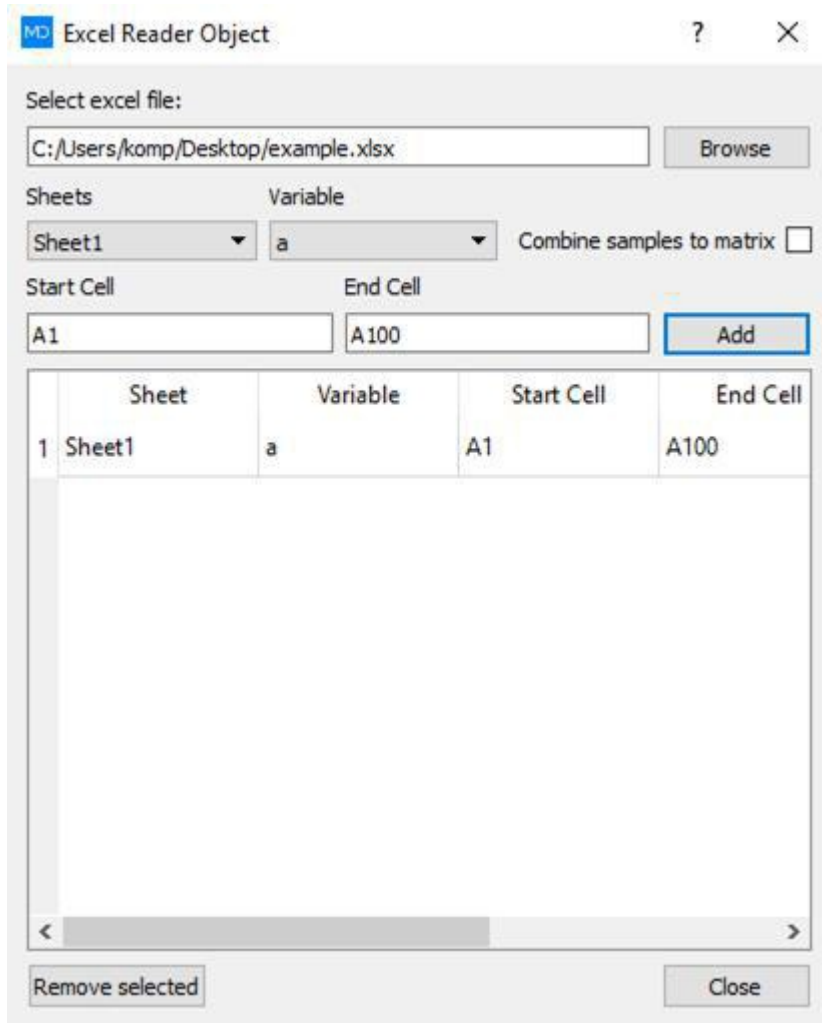 MD Excel Reader Object ?
Select excel file:
C:/Users/komp/Desktop/example.xlsx Browse
Sheets Variable
Sheet1 a Combine samples to matrix
Start Cell End Cell
A1 A100 Add
Sheet Variable Start Cell End Cell
1 Sheet1 a A1 A100
Remove selected Close